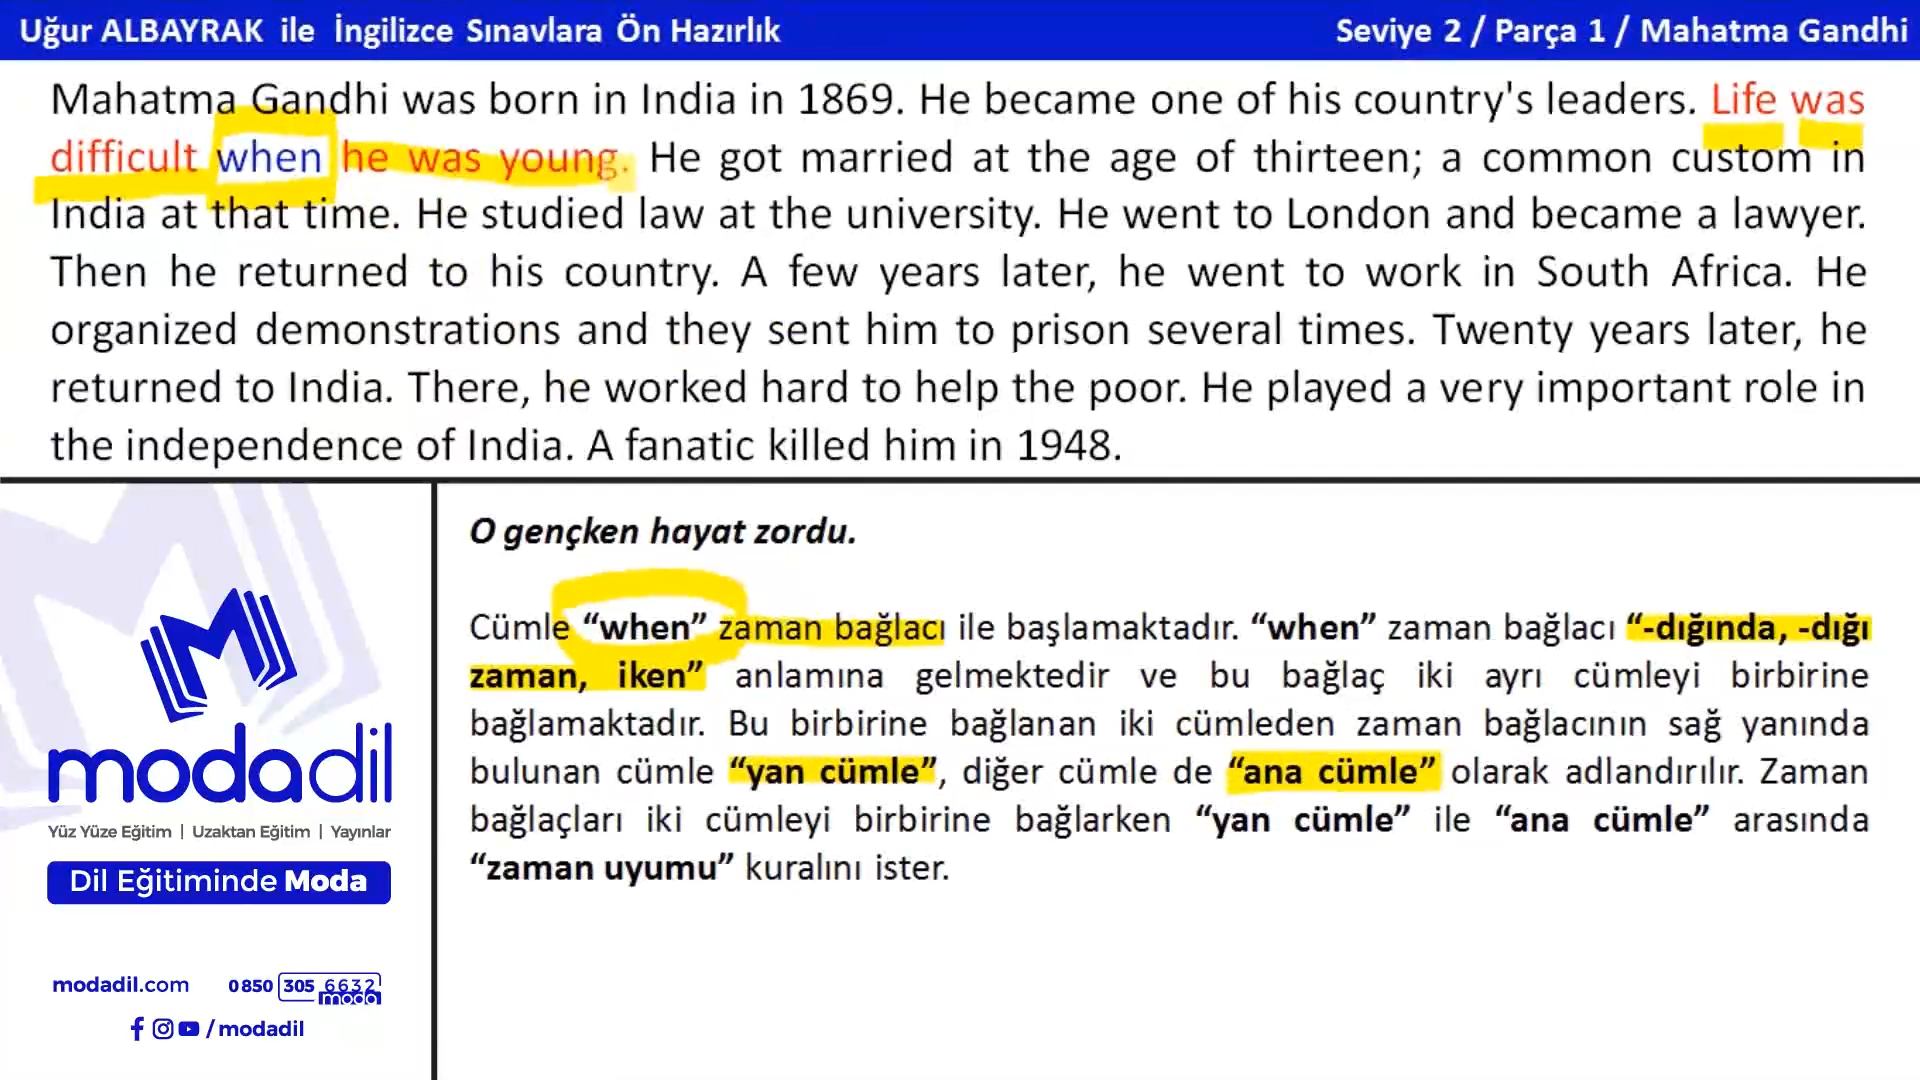 Uğur ALBAYRAK ile İngilizce Sınavlara Ön Hazırlık
Seviye 2 / Parça 1 / Mahatma Gandhi
Mahatma Gandhi was born in India in 1869. He became one of his country's leaders. Life was
difficult when he was young. He got married at the age of thirteen; a common custom in
India at that time. He studied law at the university. He went to London and became a lawyer.
Then he returned to his country. A few years later, he went to work in South Africa. He
organized demonstrations and they sent him to prison several times. Twenty years later, he
returned to India. There, he worked hard to help the poor. He played a very important role in
the independence of India. A fanatic killed him in 1948.
O gençken hayat zordu.
Cümle “when” zaman bağlacı ile başlamaktadır. “when” zaman bağlacı “-dığında, -dığı
zaman, iken” anlamına gelmektedir ve bu bağlaç iki ayrı cümleyi birbirine
bağlamaktadır. Bu birbirine bağlanan iki cümleden zaman bağlacının sağ yanında
bulunan cümle “yan cümle”, diğer cümle de “ana cümle” olarak adlandırılır. Zaman
bağlaçları iki cümleyi birbirine bağlarken “yan cümle” ile “ana cümle” arasında
“zaman uyumu” kuralını ister.
modadil
Yüz Yüze Eğitim | Uzaktan Eğitim | Yayınlar
Dil Eğitiminde Moda
modadil.com 0850 305 6632
moda
/modadil